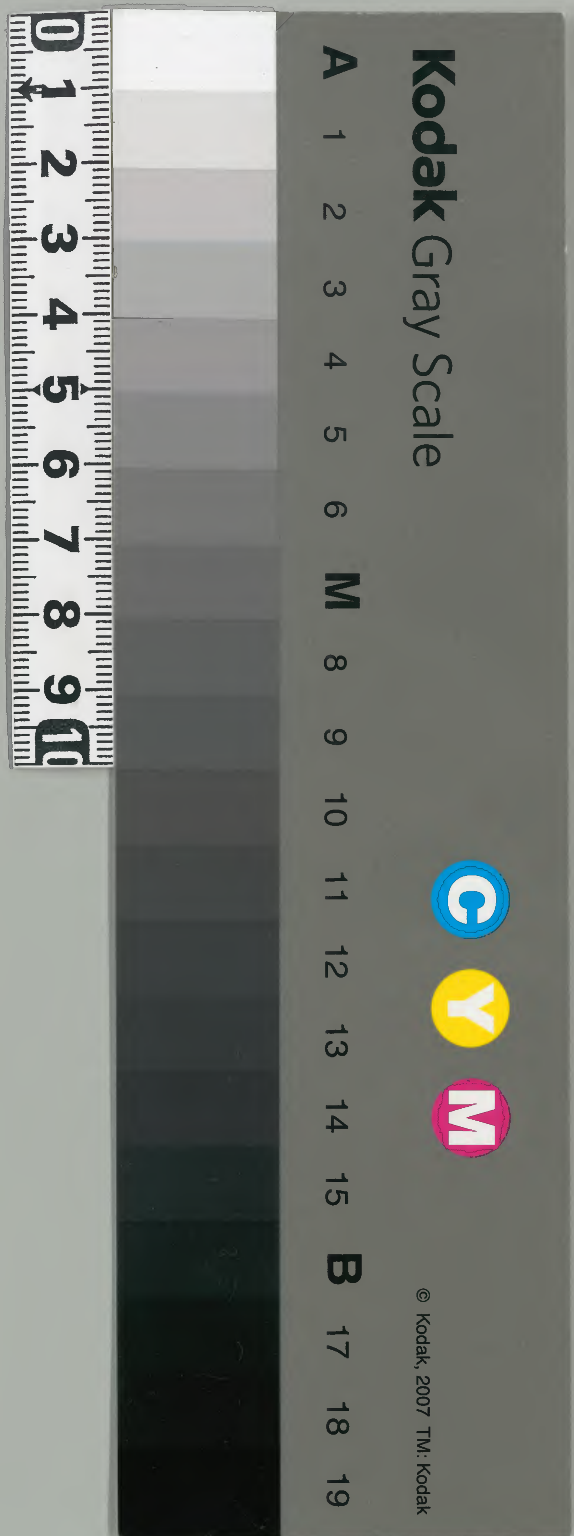 Kodak Gray Scale
C Y M
© Kodak, 2007 TM: Kodak
A 1 2 3 4 5 6 M 8 9 10 11 12 13 14 15 B 17 18 19
0 1 2 3 4 5 6 7 8 9 10